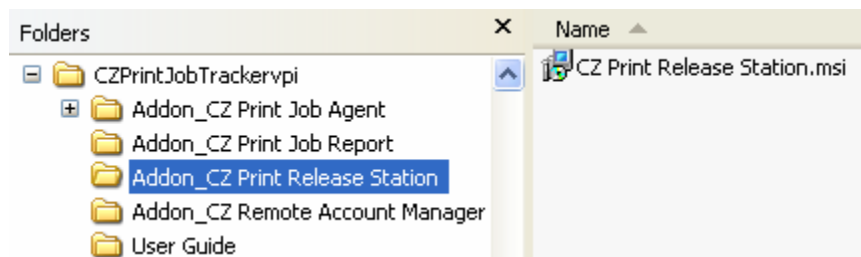 Folders
CZPrintJobTrackervpi
Addon_CZ Print Job Agent
Addon_CZ Print Job Report
Addon_CZ Print Release Station
Addon_CZ Remote Account Manager
User Guide
Name
CZ Print Release Station.msi